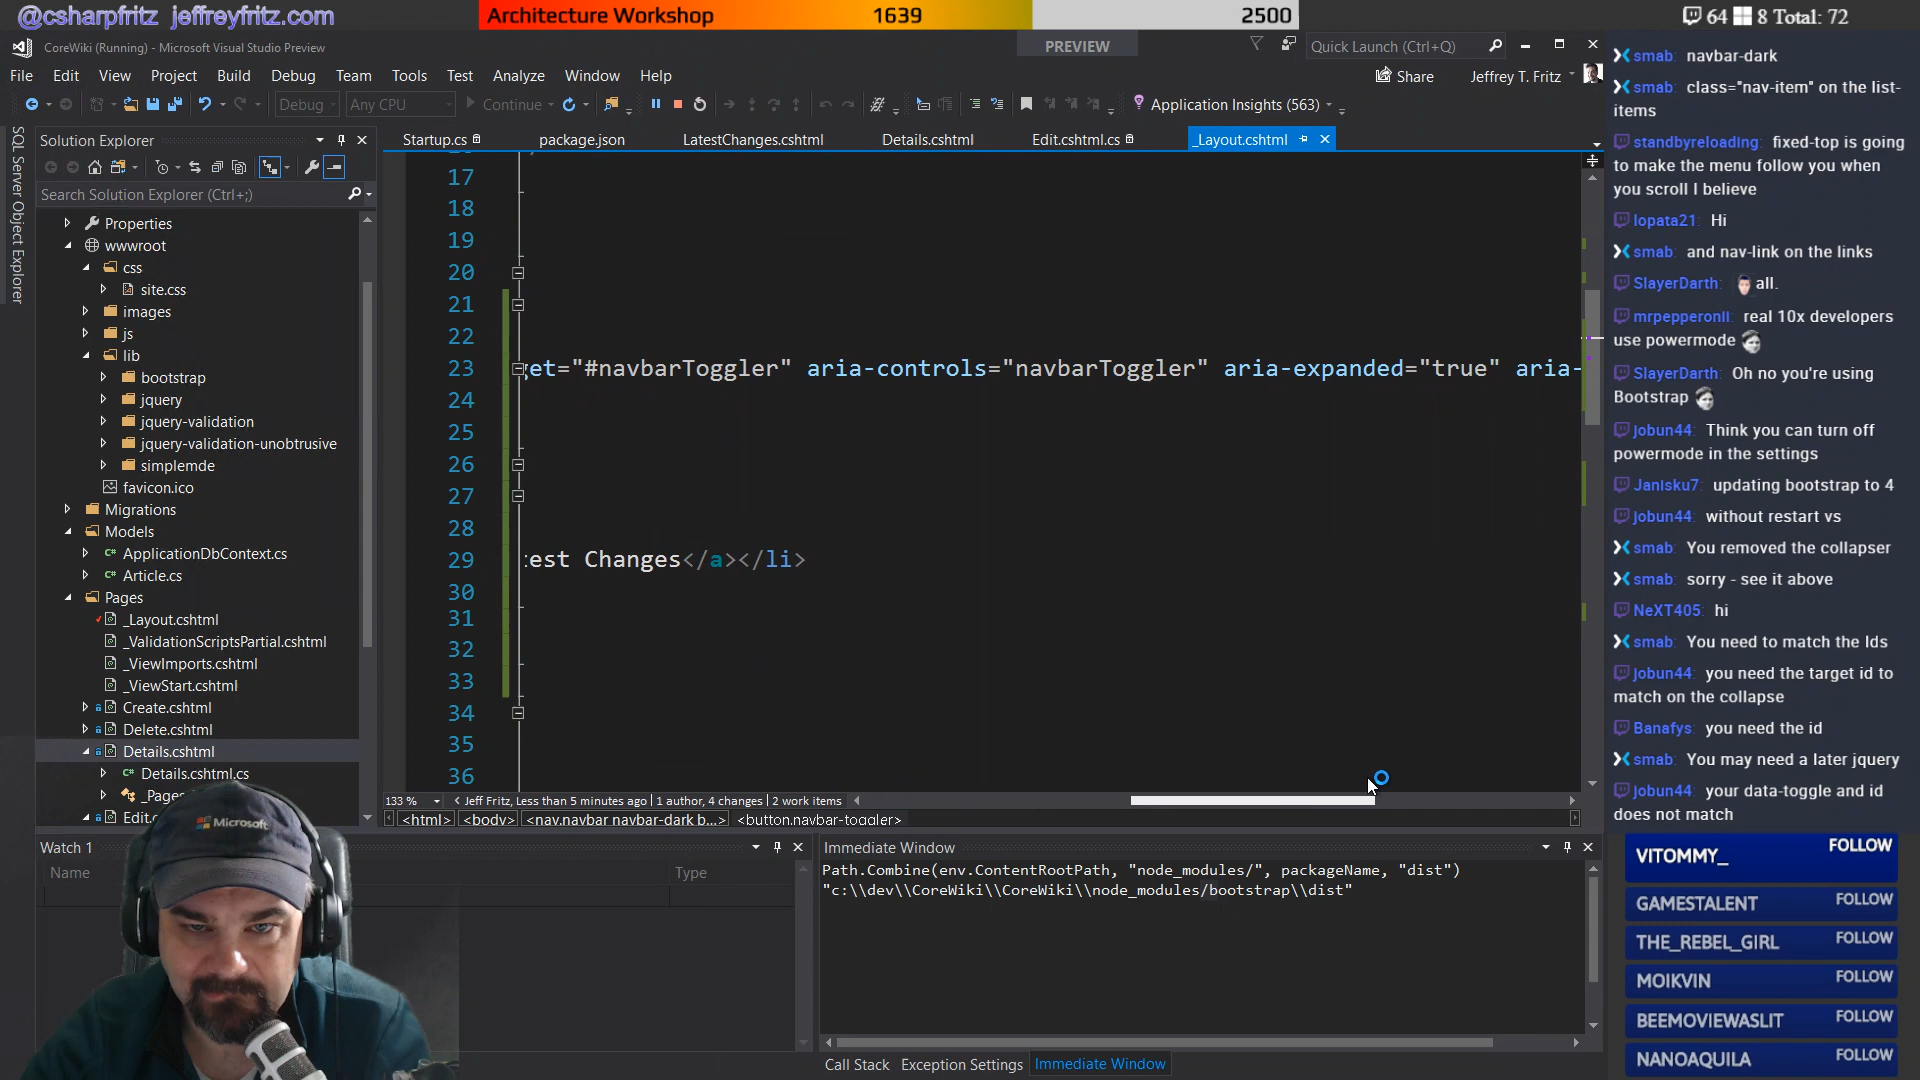 @csharpfritz jeffreyfritz.com
Architecture Workshop 1639 2500
64 8 Total: 72
CoreWiki (Running) - Microsoft Visual Studio Preview
PREVIEW
Quick Launch (Ctrl+Q)
File Edit View Project Build Debug Team Tools Test Analyze Window Help
Share
Jeffrey T. Fritz
Debug Any CPU Continue
Application Insights (563)
SQL Server Object Explorer
Solution Explorer
Search Solution Explorer (Ctrl+;)
Properties
wwwroot
css
site.css
images
js
lib
bootstrap
jquery
jquery-validation
jquery-validation-unobtrusive
simplemde
favicon.ico
Migrations
Models
ApplicationDbContext.cs
Article.cs
Pages
_Layout.cshtml
_ValidationScriptsPartial.cshtml
_ViewImports.cshtml
_ViewStart.cshtml
Create.cshtml
Delete.cshtml
Details.cshtml
Details.cshtml.cs
Startup.cs package.json LatestChanges.cshtml Details.cshtml Edit.cshtml.cs _Layout.cshtml
17
18
19
20
21
22
23 get="#navbarToggler" aria-controls="navbarToggler" aria-expanded="true" aria-
24
25
26
27
28
29 test Changes</a></li>
30
31
32
33
34
35
36
133 % Jeff Fritz, Less than 5 minutes ago | 1 author, 4 changes | 2 work items
<html> <body> <nav.navbar navbar-dark b...> <button.navbar-toggler>
Watch 1
Name Type
Immediate Window
Path.Combine(env.ContentRootPath, "node_modules/", packageName, "dist")
"c:\\dev\\CoreWiki\\CoreWiki\\node_modules/bootstrap\\dist"
Call Stack Exception Settings Immediate Window
Microsoft
smab: navbar-dark
smab: class="nav-item" on the list-
items
standbyreloading: fixed-top is going
to make the menu follow you when
you scroll I believe
lopata21: Hi
smab: and nav-link on the links
SlayerDarth: all.
mrpepperonII: real 10x developers
use powermode
SlayerDarth: Oh no you're using
Bootstrap
Jobun44: Think you can turn off
powermode in the settings
Janisku7: updating bootstrap to 4
Jobun44: without restart vs
smab: You removed the collapser
smab: sorry - see it above
NeXT405: hi
smab: You need to match the Ids
Jobun44: you need the target id to
match on the collapse
Banafys: you need the id
smab: You may need a later jquery
Jobun44: your data-toggle and id
does not match
VITOMMY_ FOLLOW
GAMESTALENT FOLLOW
THE_REBEL_GIRL FOLLOW
MOIKVIN FOLLOW
BEEMOVIEWASLIT FOLLOW
NANOAQUILA FOLLOW